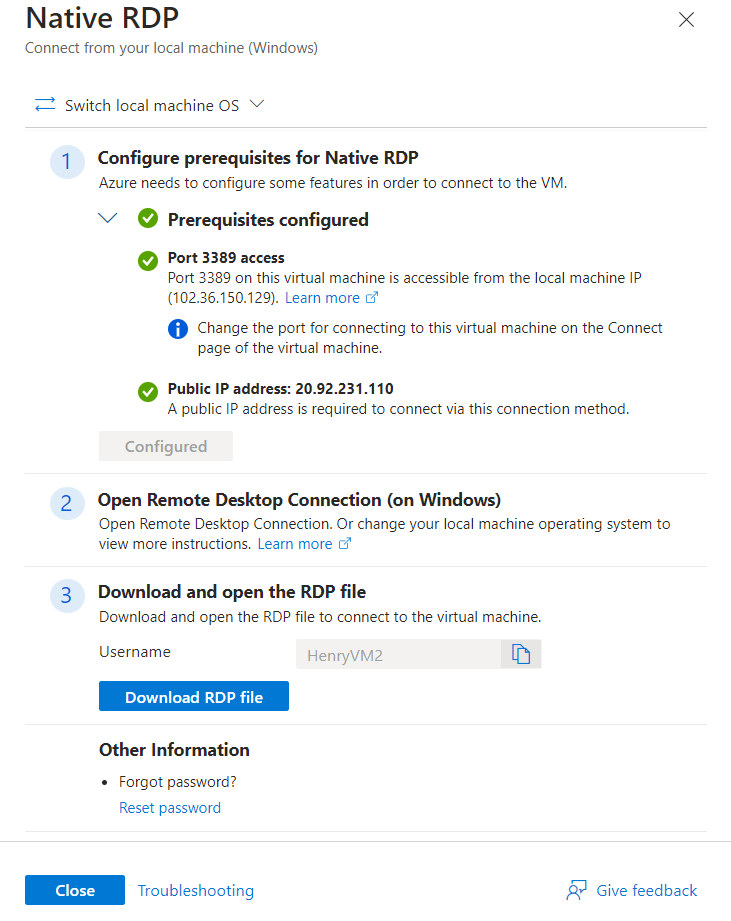 Native RDP
Connect from your local machine (Windows)
Switch local machine OS
1
Configure prerequisites for Native RDP
Azure needs to configure some features in order to connect to the VM.
Prerequisites configured
Port 3389 access
Port 3389 on this virtual machine is accessible from the local machine IP
(102.36.150.129). Learn more
Change the port for connecting to this virtual machine on the Connect
page of the virtual machine.
Public IP address: 20.92.231.110
A public IP address is required to connect via this connection method.
Configured
2
Open Remote Desktop Connection (on Windows)
Open Remote Desktop Connection. Or change your local machine operating system to
view more instructions. Learn more
3
Download and open the RDP file
Download and open the RDP file to connect to the virtual machine.
Username
HenryVM2
Download RDP file
Other Information
• Forgot password?
Reset password
Close
Troubleshooting
Give feedback